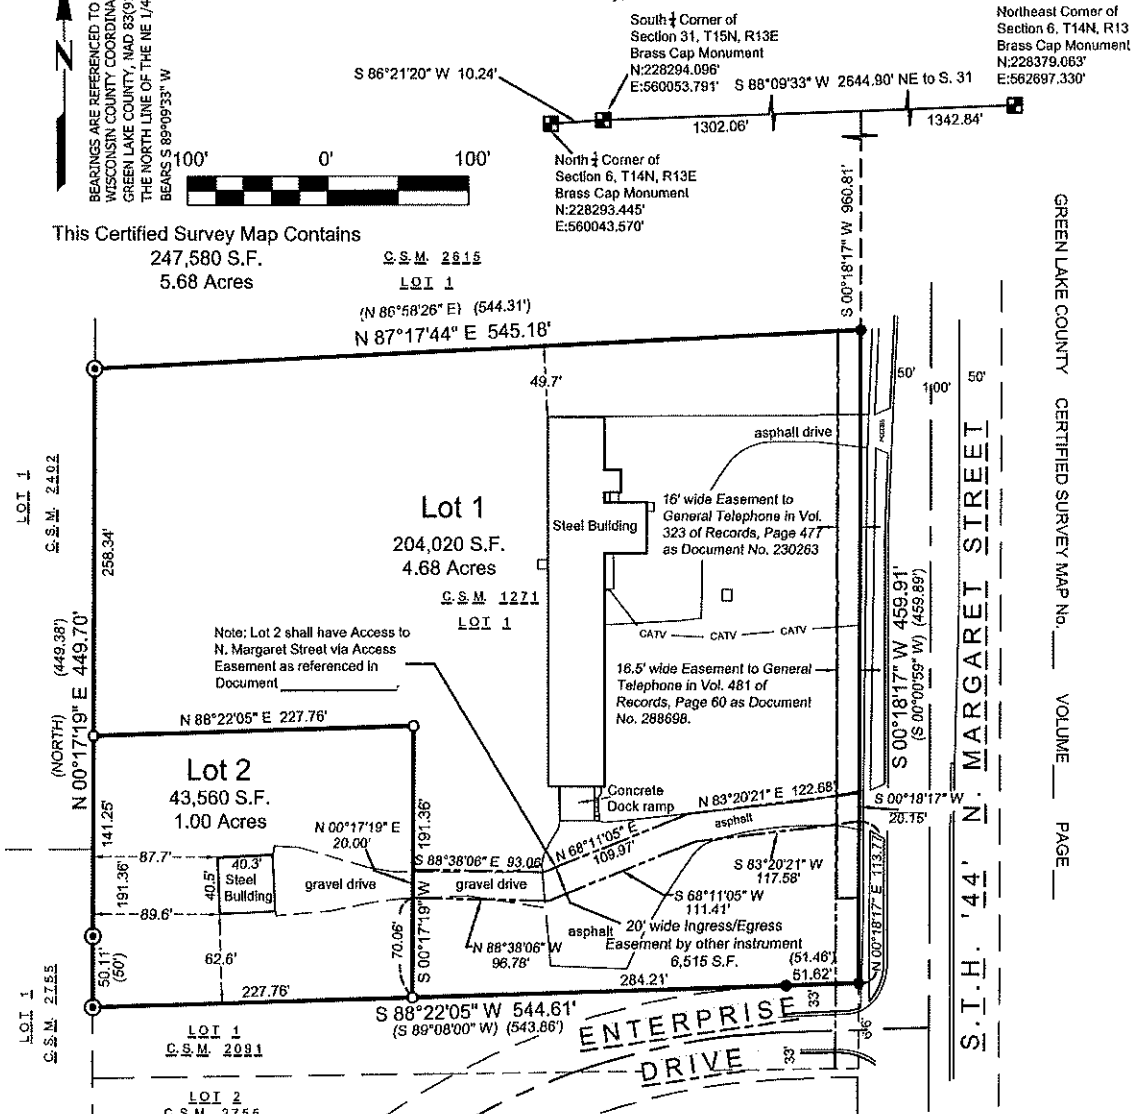 BEARINGS ARE REFERENCED TO
WISCONSIN COUNTY COORDINA
GREEN LAKE COUNTY, NAD 83(9
THE NORTH LINE OF THE NE 1/4
BEARS S 89°09'33" W
N
South ¼ Corner of
Section 31, T15N, R13E
Brass Cap Monument
N:228294.096'
E:560053.791'
Northeast Corner of
Section 6, T14N, R13
Brass Cap Monument
N:228379.063'
E:562697.330'
S 86°21'20" W 10.24'
S 88°09'33" W 2644.90' NE to S. 31
1302.06'
1342.84'
North ¼ Corner of
Section 6, T14N, R13E
Brass Cap Monument
N:228293.445'
E:560043.570'
100' 0' 100'
This Certified Survey Map Contains
247,580 S.F.
5.68 Acres
C.S.M. 2615
LOT 1
(N 86°58'26" E) (544.31')
N 87°17'44" E 545.18'
S 00°18'17" W 960.81'
GREEN LAKE COUNTY CERTIFIED SURVEY MAP No.____ VOLUME ____ PAGE ____
50'
100'
50'
49.7'
asphalt drive
LOT 1
C.S.M. 2402
258.34'
Lot 1
204,020 S.F.
4.68 Acres
C.S.M. 1271
LOT 1
Steel Building
16' wide Easement to
General Telephone in Vol.
323 of Records, Page 477
as Document No. 230263
CATV CATV CATV
Note: Lot 2 shall have Access to
N. Margaret Street via Access
Easement as referenced in
Document ____________.
16.5' wide Easement to General
Telephone in Vol. 481 of
Records, Page 60 as Document
No. 288698.
S 00°18'17" W 459.91'
(S 00°00'59" W) (459.89')
S.T.H. '44' N. MARGARET STREET
(NORTH) (449.38')
N 00°17'19" E 449.70'
N 88°22'05" E 227.76'
Lot 2
43,560 S.F.
1.00 Acres
141.25'
191.36'
N 00°17'19" E
20.00'
191.36'
Concrete
Dock ramp
N 83°20'21" E 122.68'
asphalt
S 00°18'17" W
20.15'
N 68°11'05" E
109.97'
S 88°38'06" E 93.06'
S 83°20'21" W
117.58'
87.7'
40.3'
40.5'
Steel
Building
gravel drive
gravel drive
S 68°11'05" W
111.41'
N 00°18'17" E 113.77'
89.6'
S 00°17'19" W
70.06'
N 88°38'06" W
96.78'
asphalt
20' wide Ingress/Egress
Easement by other instrument
6,515 S.F.
50.11'
(50')
62.6'
227.76'
284.21'
(51.46')
51.62'
S 88°22'05" W 544.61'
(S 89°08'00" W) (543.86')
LOT 1
C.S.M. 2755
LOT 1
C.S.M. 2091
ENTERPRISE
DRIVE
33'
66'
33'
LOT 2
C.S.M. 2755